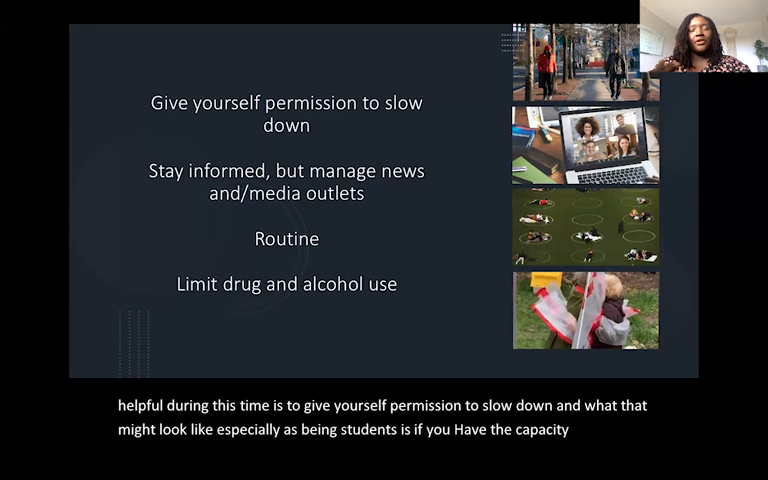 Give yourself permission to slow
down
Stay informed, but manage news
and/media outlets
Routine
Limit drug and alcohol use
helpful during this time is to give yourself permission to slow down and what that
might look like especially as being students is if you Have the capacity